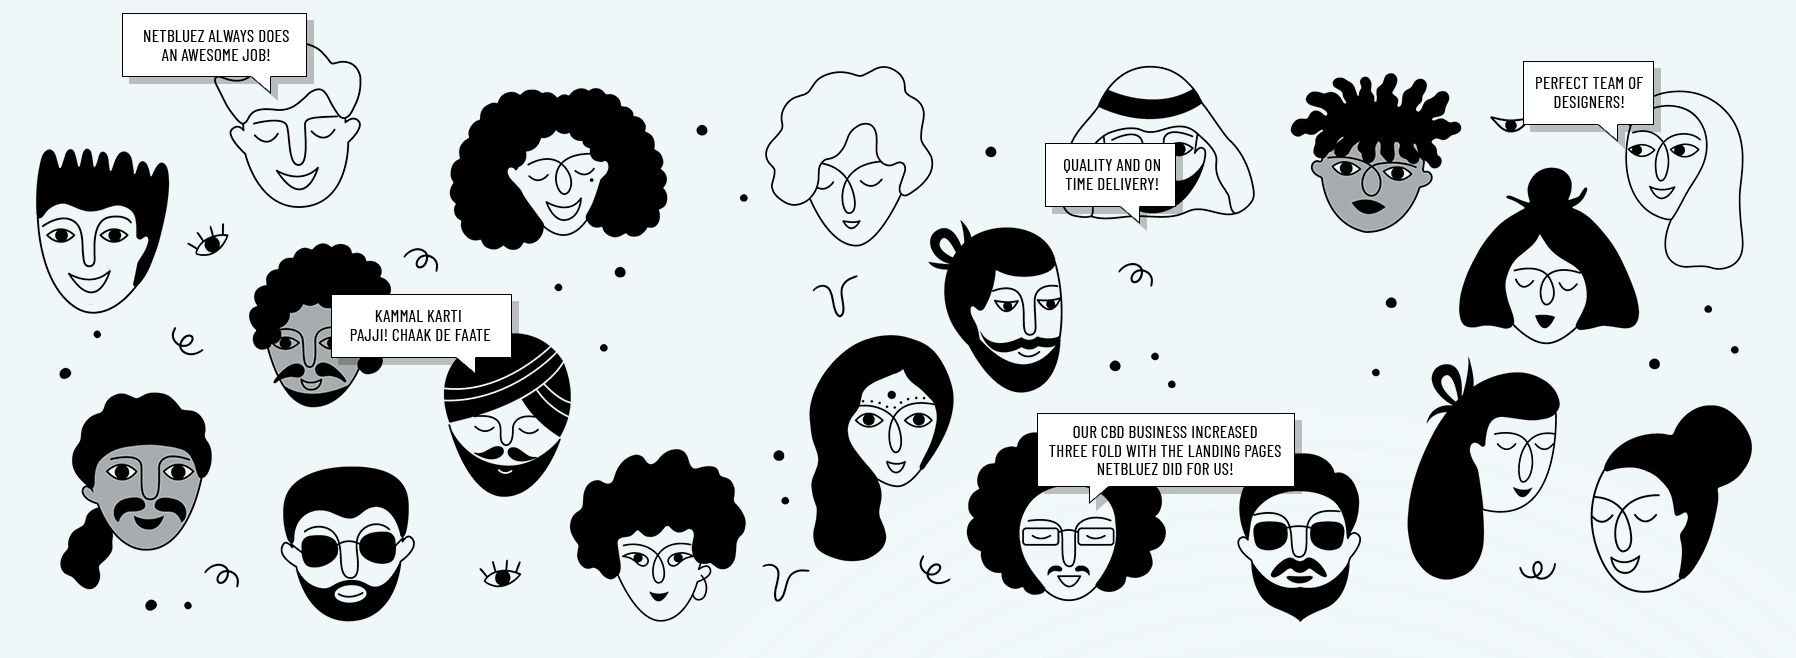 NETBLUEZ ALWAYS DOES
AN AWESOME JOB!
PERFECT TEAM OF
DESIGNERS!
QUALITY AND ON
TIME DELIVERY!
KAMMAL KARTI
PAJJI! CHAAK DE FAATE
OUR CBD BUSINESS INCREASED
THREE FOLD WITH THE LANDING PAGES
NETBLUEZ DID FOR US!